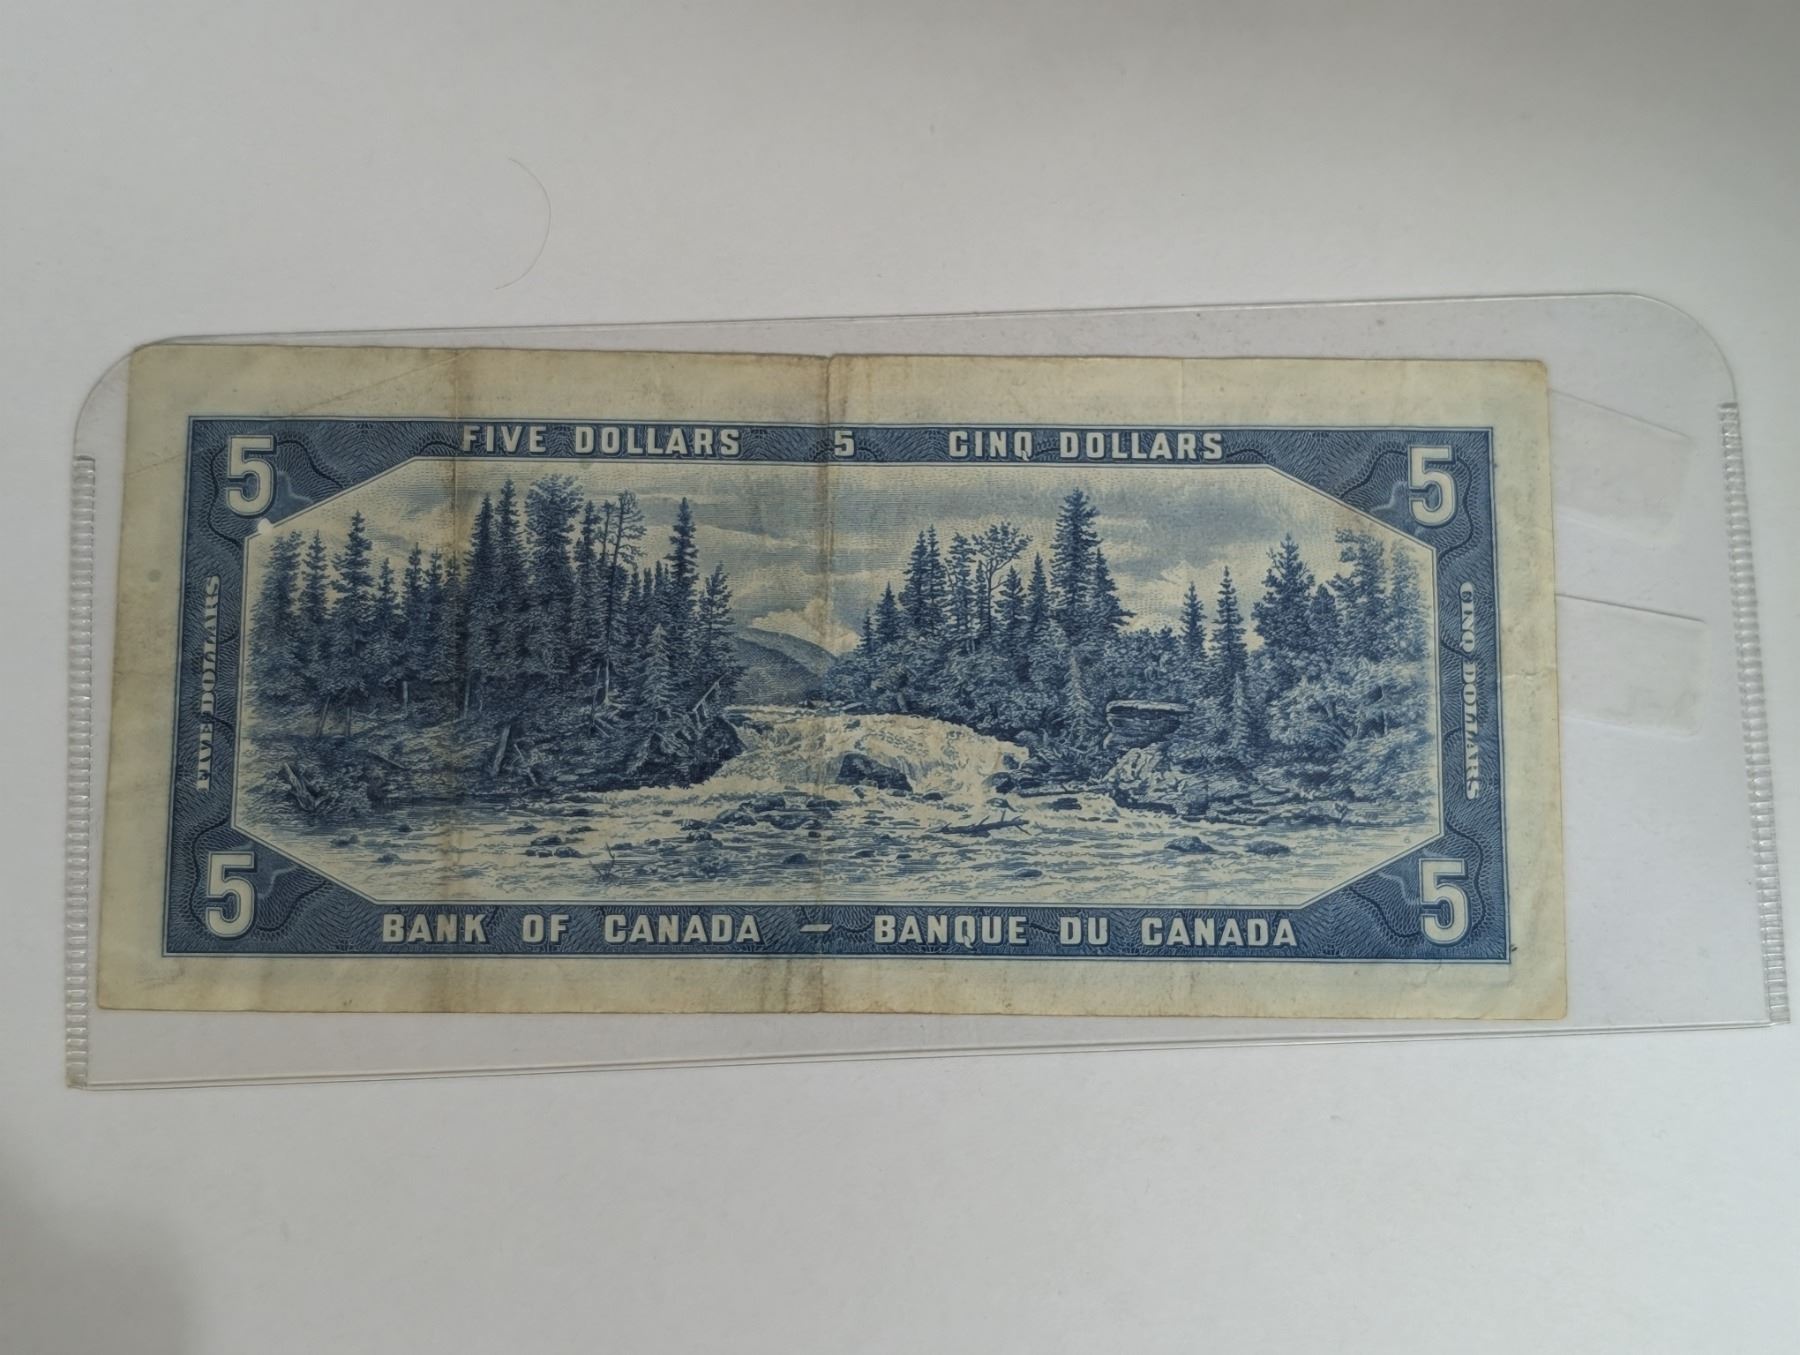 FIVE DOLLARS 5 CINQ DOLLARS
5 5
FIVE DOLLARS
CINQ DOLLARS
5 5
BANK OF CANADA — BANQUE DU CANADA